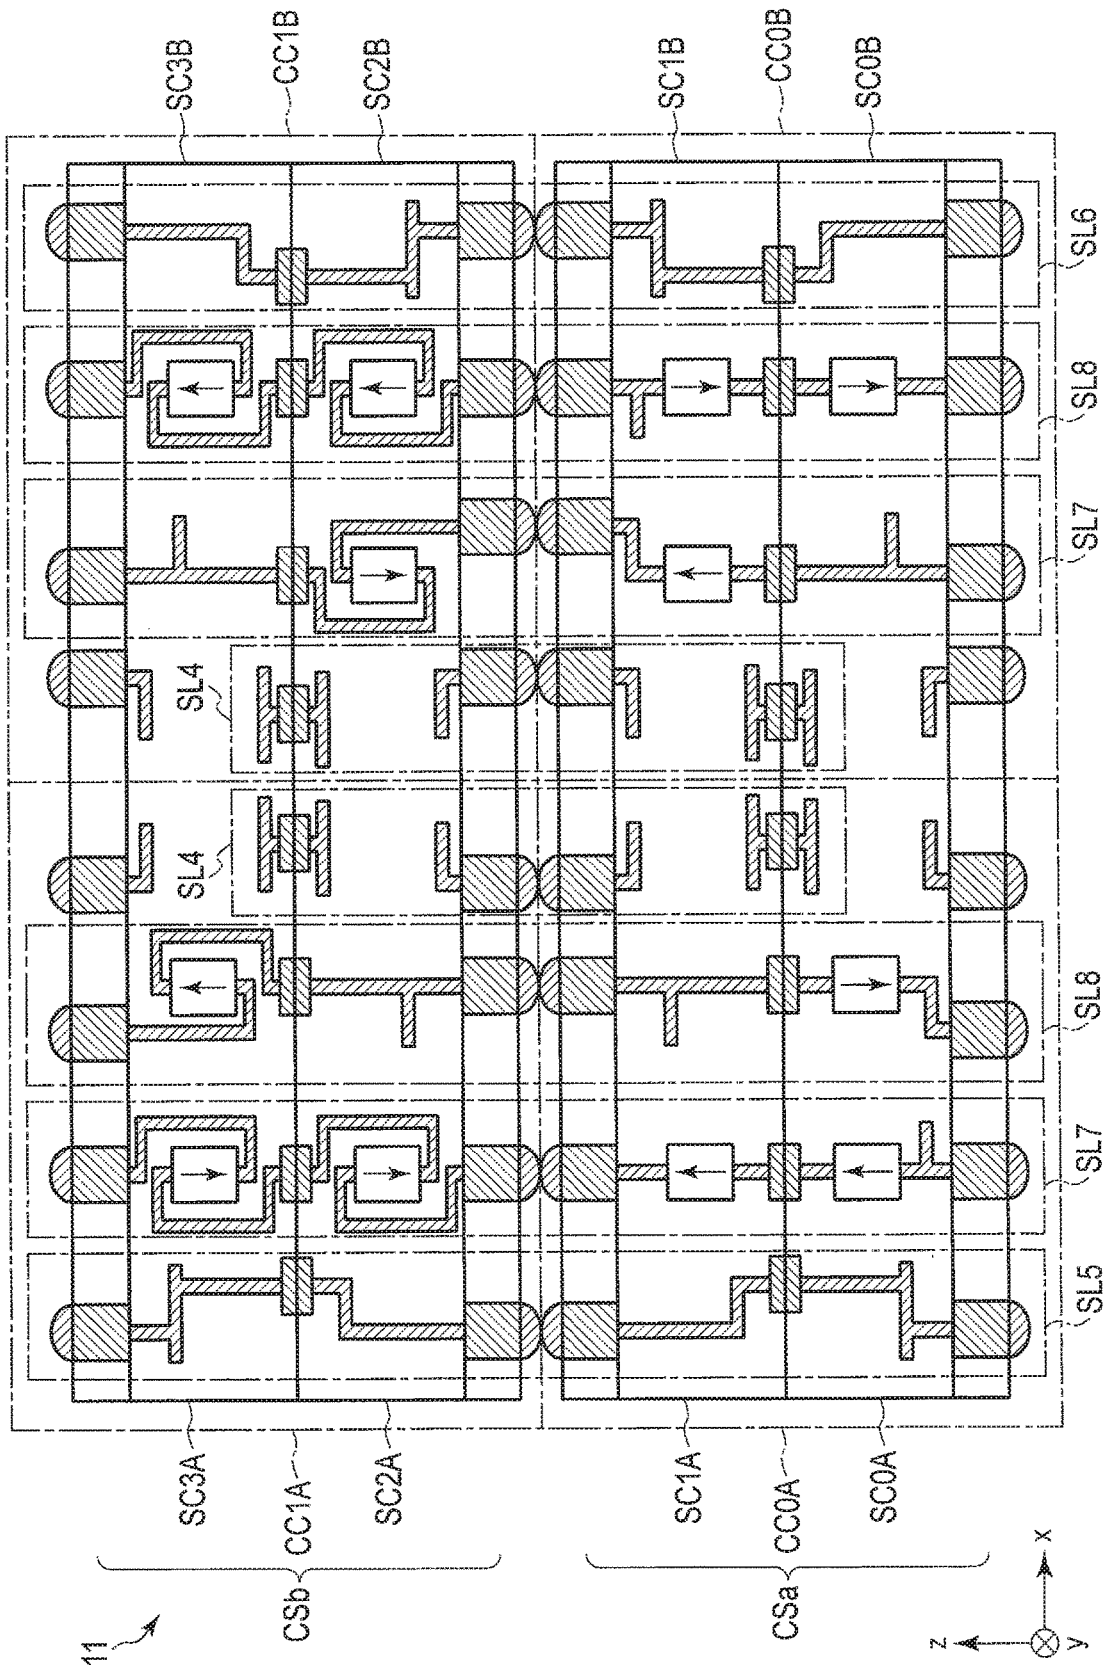 SC3B
CC1B
SC2B
SC1B
CC0B
SC0B
SL6
SL8
SL7
SL4
SL4
SL8
SL7
SL5
SC3A
CC1A
SC2A
SC1A
CC0A
SC0A
CSb
CSa
11
x
z
y